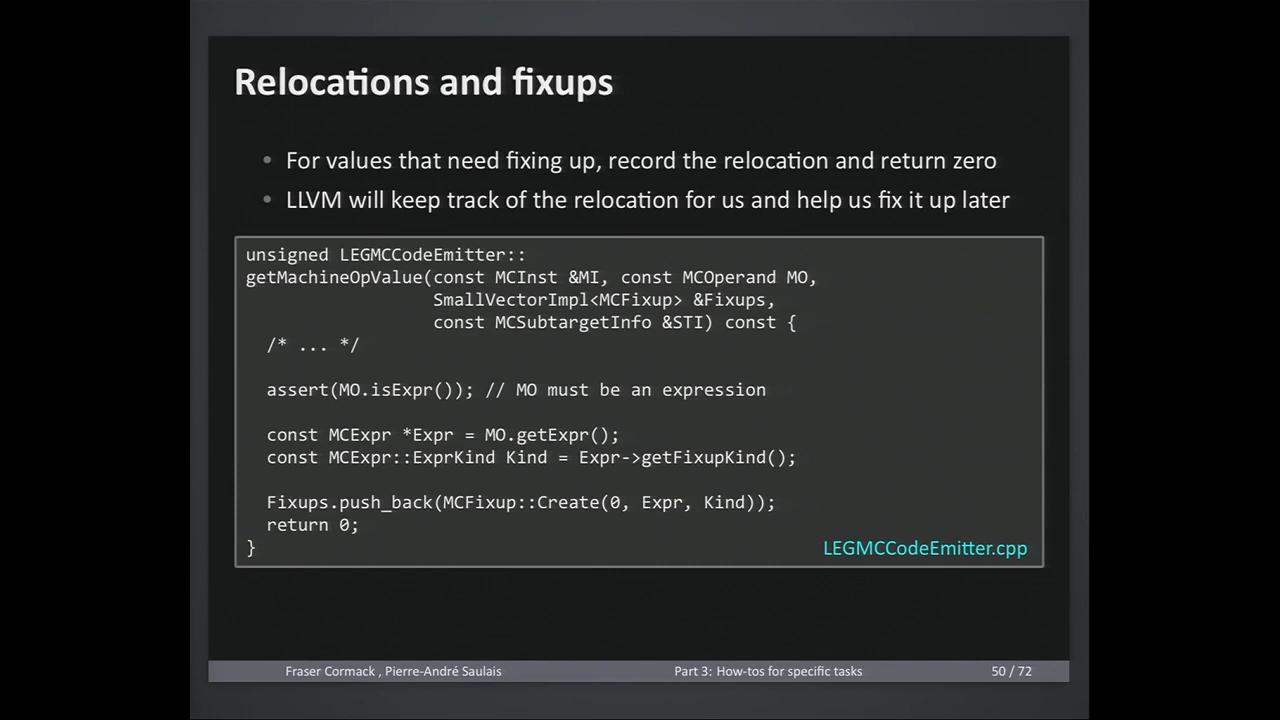 Relocations and fixups
• For values that need fixing up, record the relocation and return zero
• LLVM will keep track of the relocation for us and help us fix it up later
unsigned LEGMCCodeEmitter::
getMachineOpValue(const MCInst &MI, const MCOperand MO,
                  SmallVectorImpl<MCFixup> &Fixups,
                  const MCSubtargetInfo &STI) const {
  /* ... */
  assert(MO.isExpr()); // MO must be an expression
  const MCExpr *Expr = MO.getExpr();
  const MCExpr::ExprKind Kind = Expr->getFixupKind();
  Fixups.push_back(MCFixup::Create(0, Expr, Kind));
  return 0;
}
LEGMCCodeEmitter.cpp
Fraser Cormack , Pierre-André Saulais
Part 3: How-tos for specific tasks
50 / 72